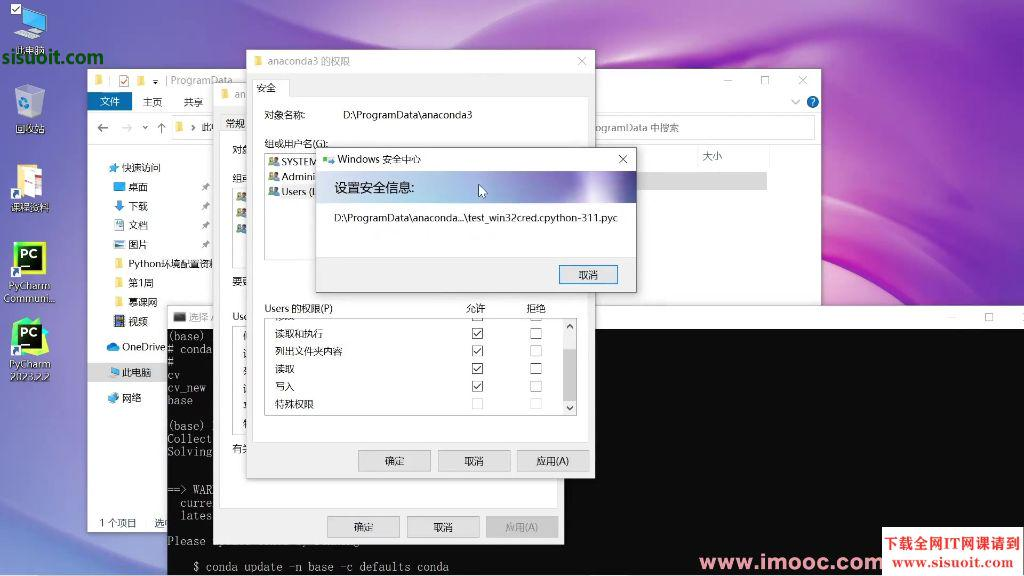 此电脑
sisuoit.com
回收站
课程资料
PyCharm
Communi...
PyCharm
2023.2.2
ProgramData
文件
主页
共享
此
ProgramData 中搜索
大小
快速访问
桌面
下载
文档
图片
Python环境配置资料
第1周
慕课网
视频
OneDrive
此电脑
网络
1 个项目
an
常规
确定
取消
应用(A)
anaconda3 的权限
安全
对象名称:
D:\ProgramData\anaconda3
组或用户名(G):
SYSTEM
Admini
Users (
Users 的权限(P)
允许
拒绝
读取和执行
列出文件夹内容
读取
写入
特殊权限
确定
取消
应用(A)
Windows 安全中心
设置安全信息:
D:\ProgramData\anaconda...\test_win32cred.cpython-311.pyc
取消
选择
(base)
# conda
#
cv
cv_new
base
(base)
Collect
Solving
==> WAR
curre
lates
$ conda update -n base -c defaults conda
www.imooc.com
下载全网IT网课请到
www.sisuoit.com